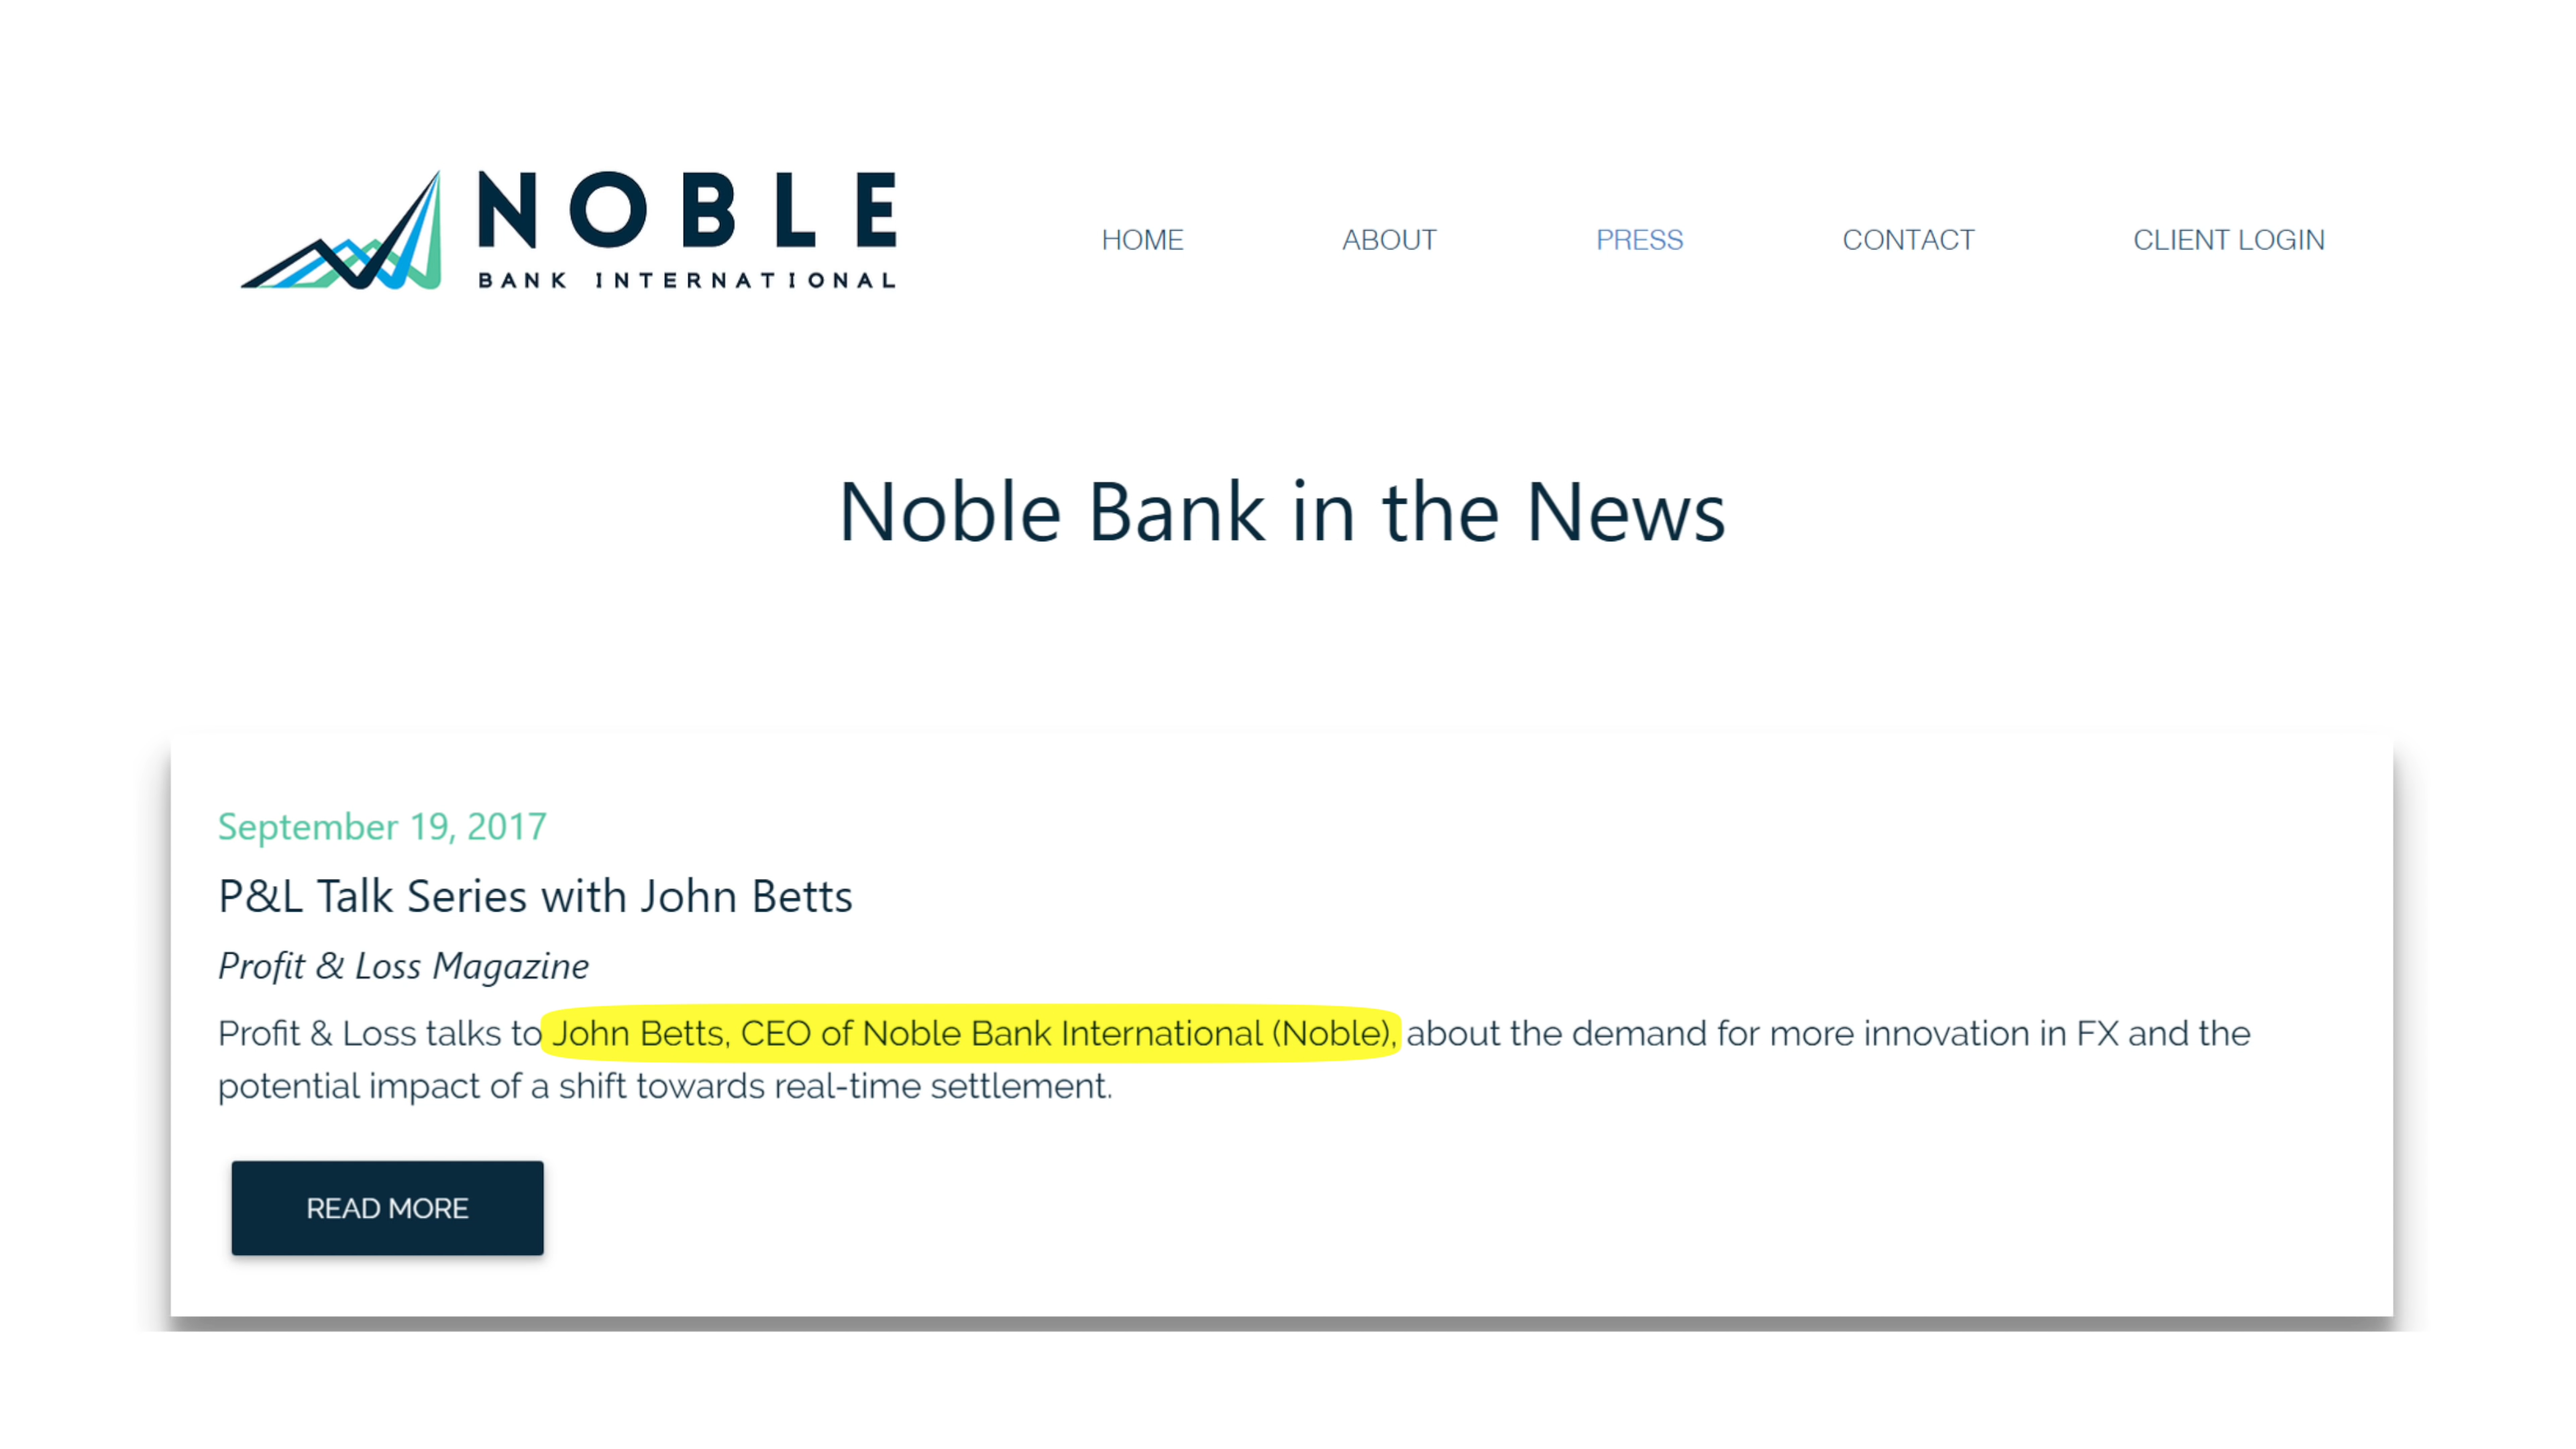 NOBLE
BANK INTERNATIONAL
HOME ABOUT PRESS CONTACT CLIENT LOGIN
Noble Bank in the News
September 19, 2017
P&L Talk Series with John Betts
Profit & Loss Magazine
Profit & Loss talks to John Betts, CEO of Noble Bank International (Noble), about the demand for more innovation in FX and the
potential impact of a shift towards real-time settlement.
READ MORE